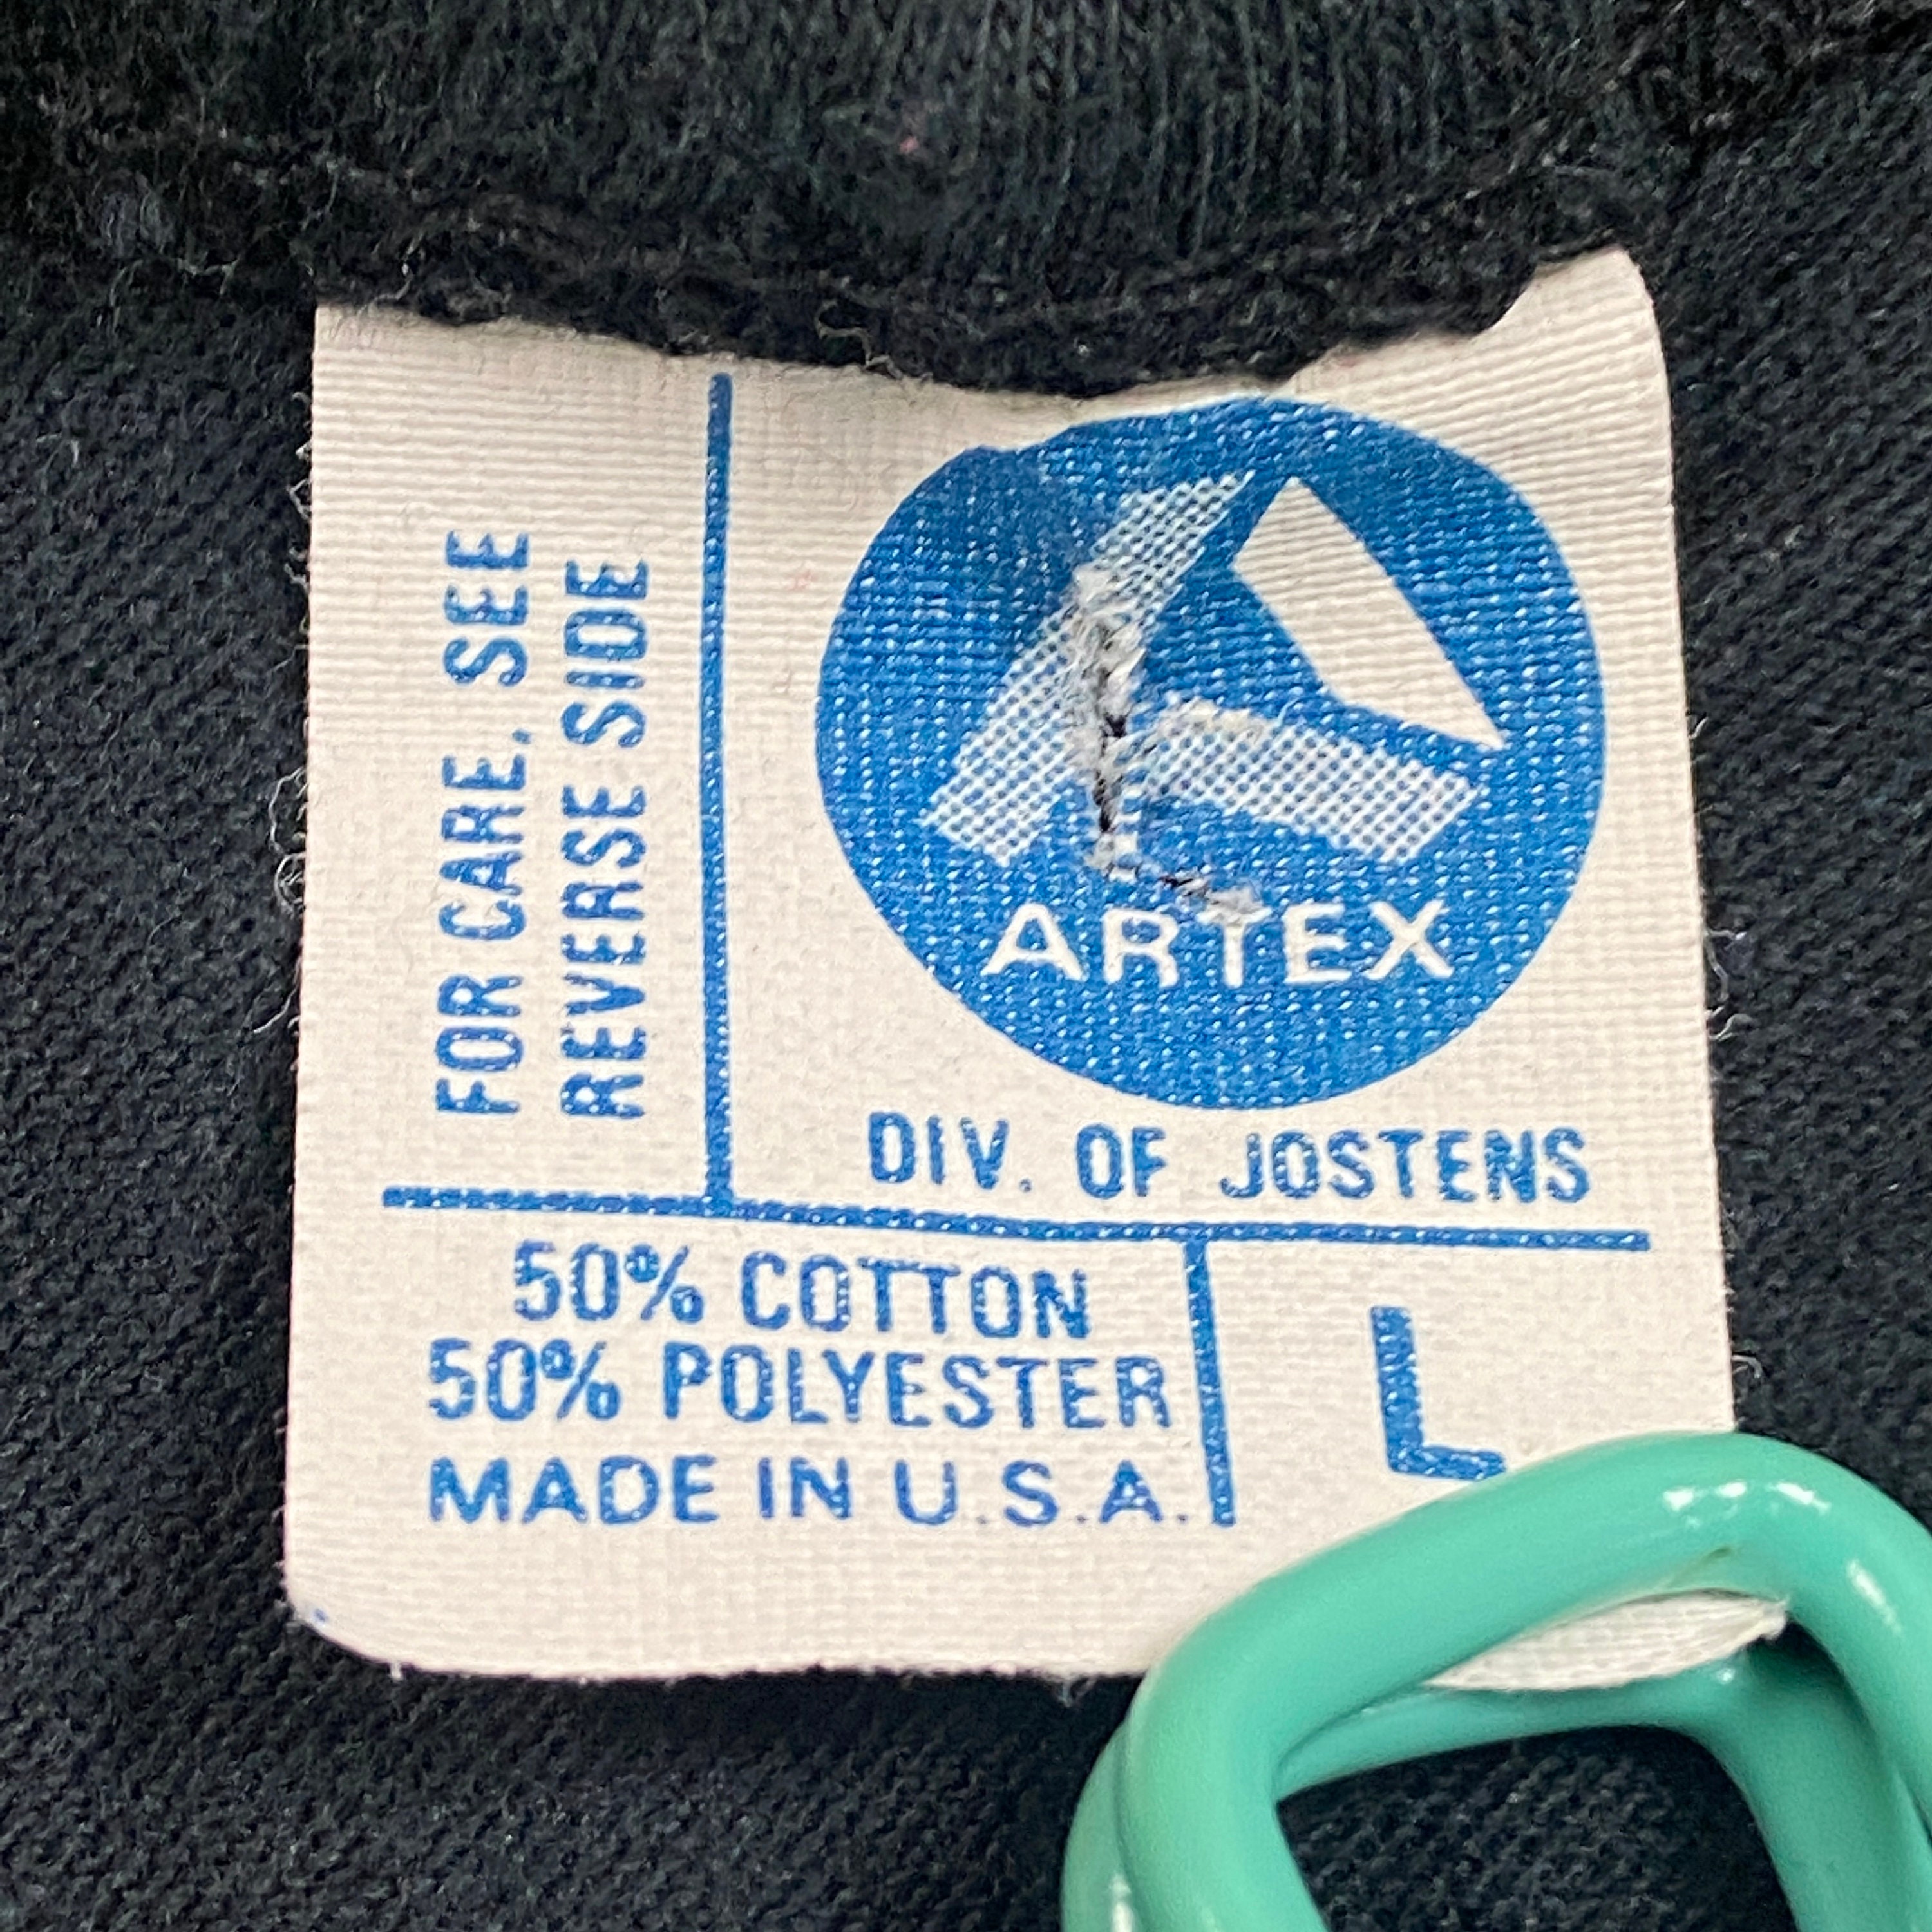 FOR CARE, SEE
REVERSE SIDE
ARTEX
DIV. OF JOSTENS
50% COTTON
50% POLYESTER
MADE IN U.S.A.
L